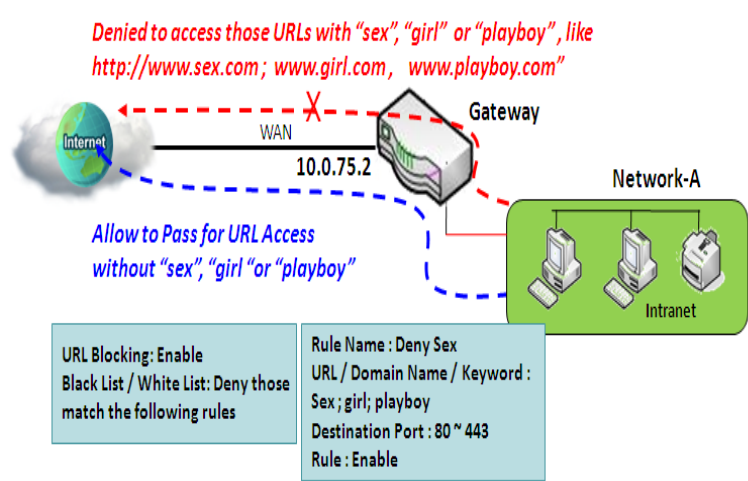 Denied to access those URLs with “sex”, “girl” or “playboy” , like
http://www.sex.com ; www.girl.com , www.playboy.com”
Gateway
Internet
WAN
10.0.75.2
Network-A
Allow to Pass for URL Access
without “sex”, “girl “or “playboy”
Intranet
URL Blocking: Enable
Black List / White List: Deny those
match the following rules
Rule Name : Deny Sex
URL / Domain Name / Keyword :
Sex ; girl; playboy
Destination Port : 80 ~ 443
Rule : Enable